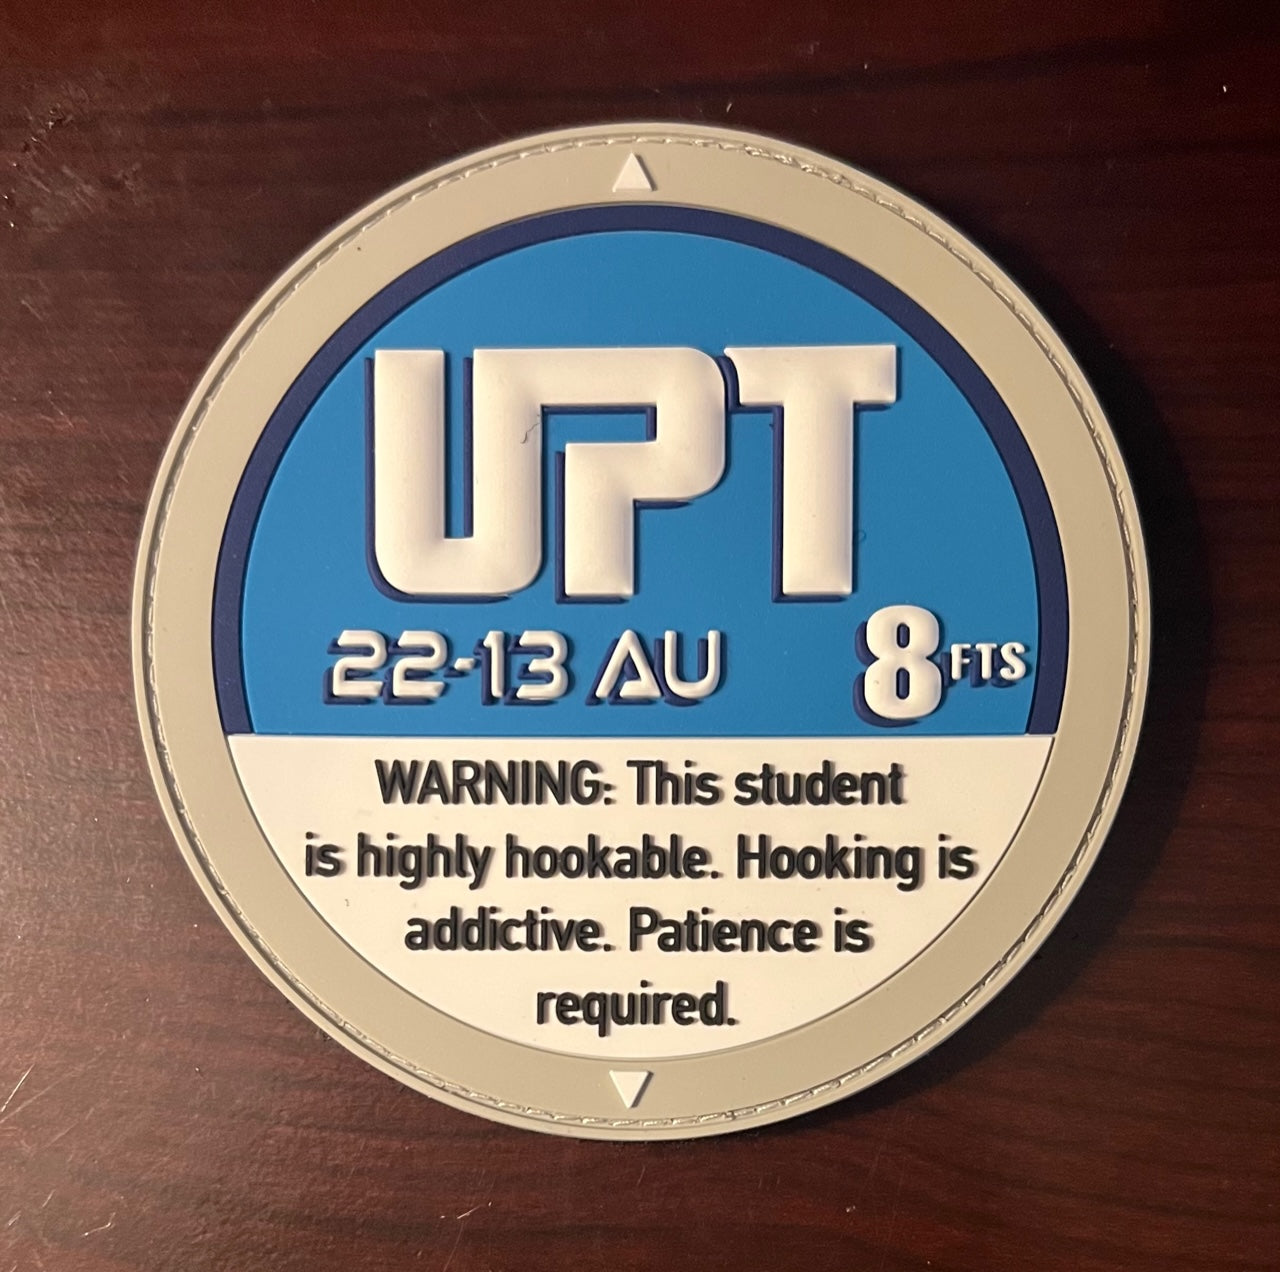 UPT
22-13 AU
8 FTS
WARNING: This student
is highly hookable. Hooking is
addictive. Patience is
required.